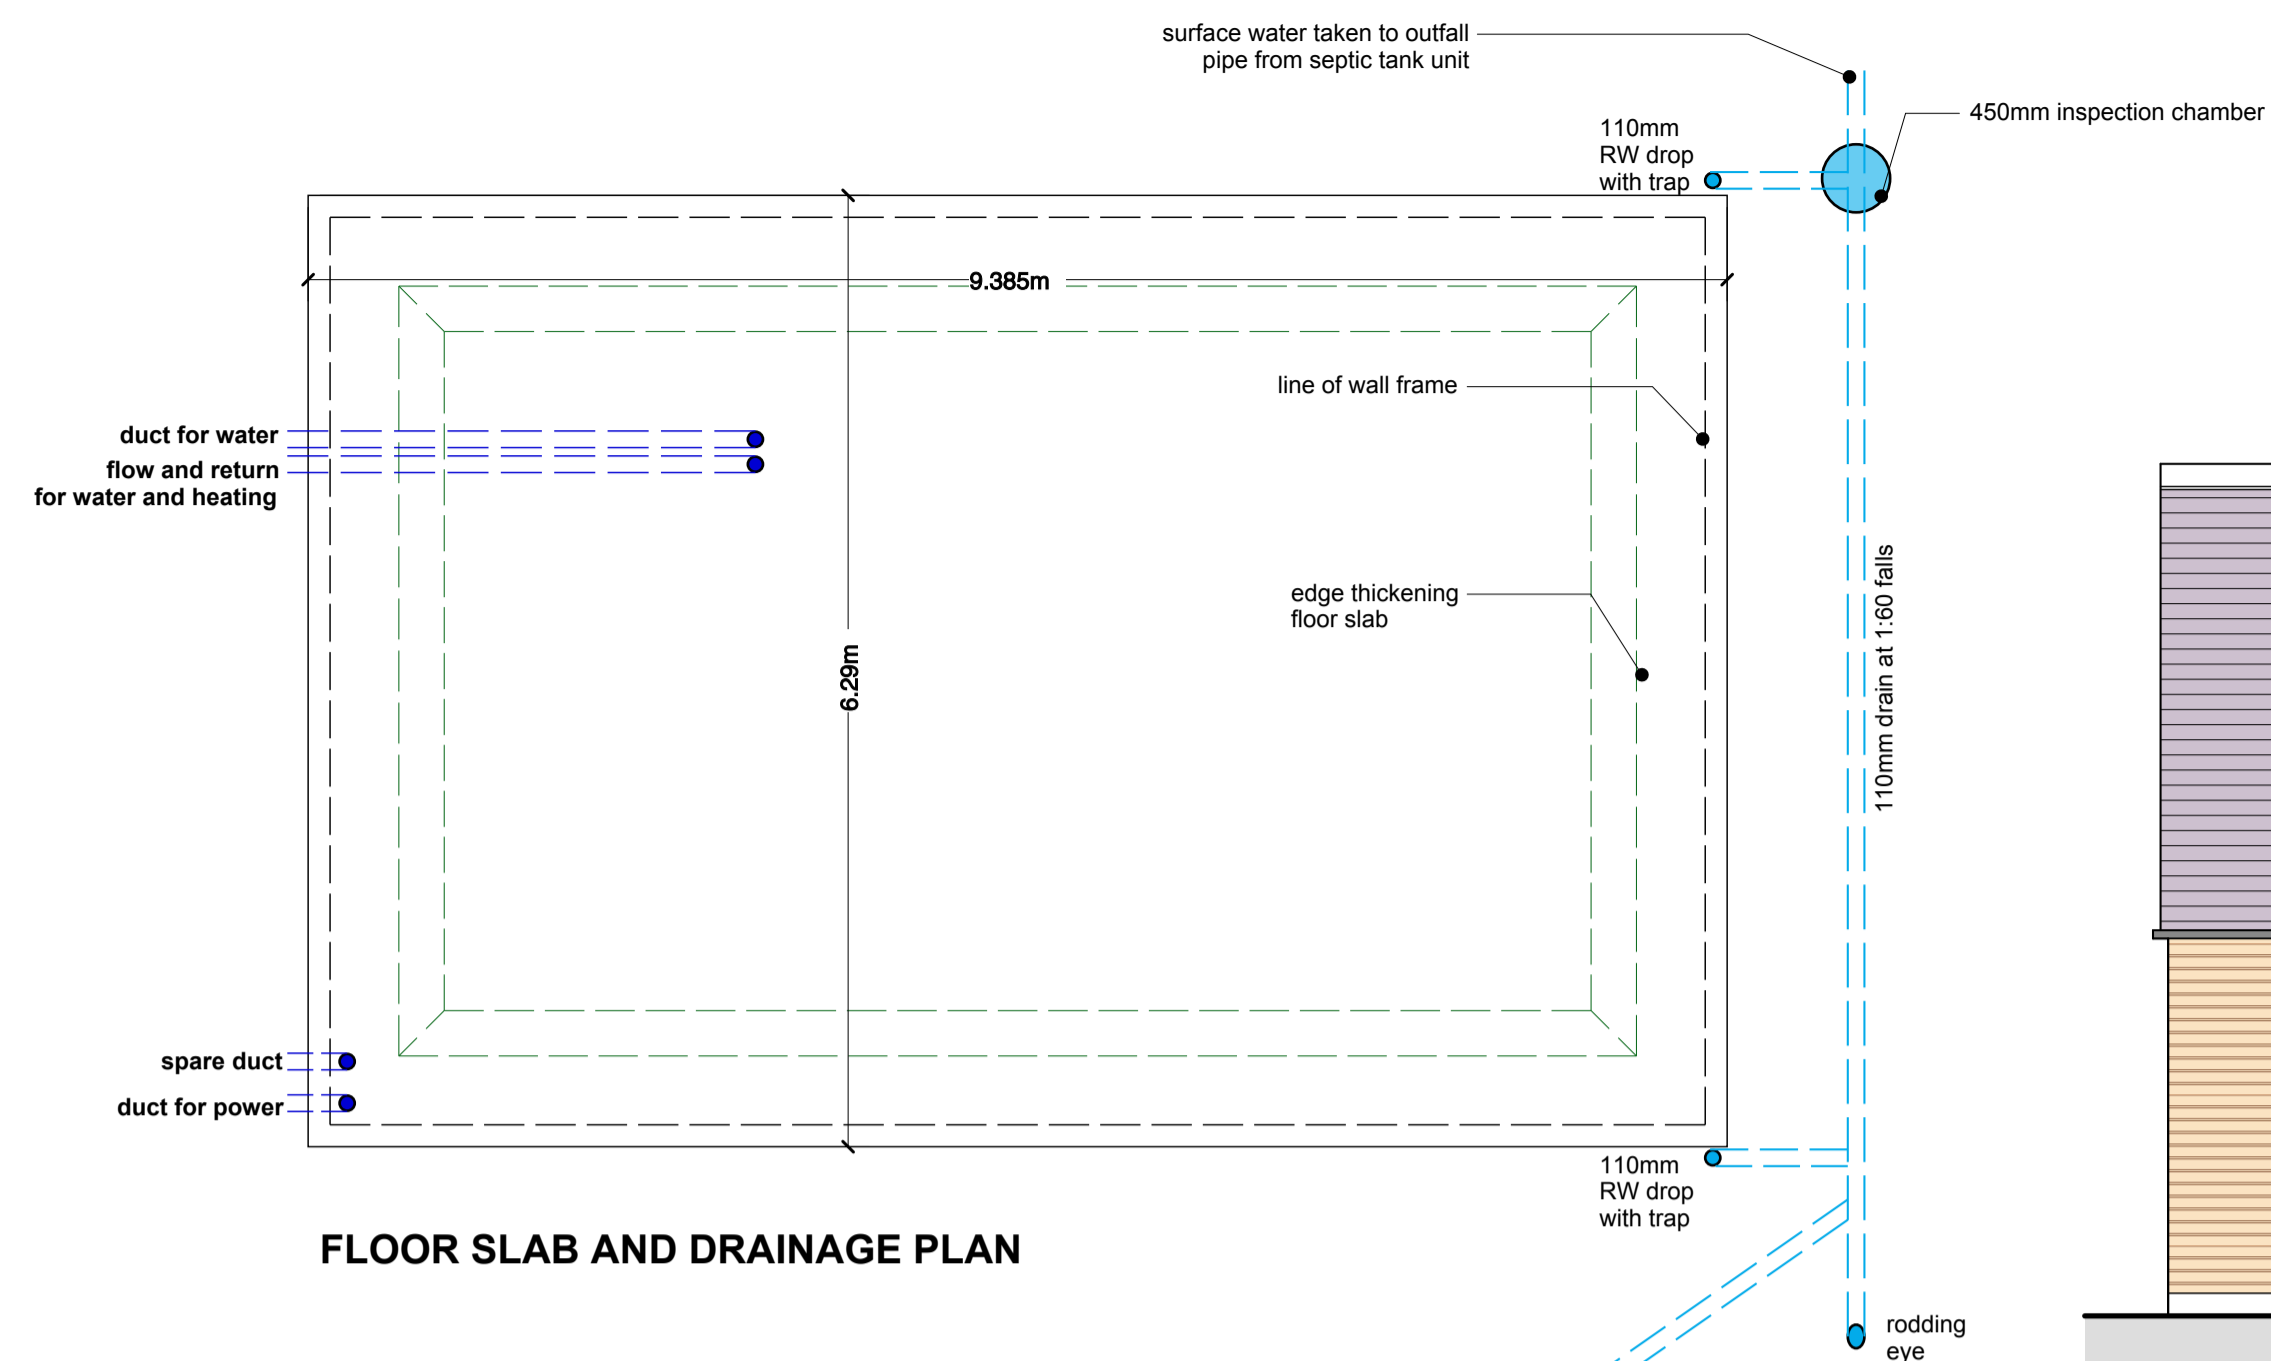 surface water taken to outfall
pipe from septic tank unit
450mm inspection chamber
110mm
RW drop
with trap
9.385m
line of wall frame
duct for water
flow and return
for water and heating
edge thickening
floor slab
6.29m
110mm drain at 1:60 falls
spare duct
duct for power
110mm
RW drop
with trap
FLOOR SLAB AND DRAINAGE PLAN
rodding
eye